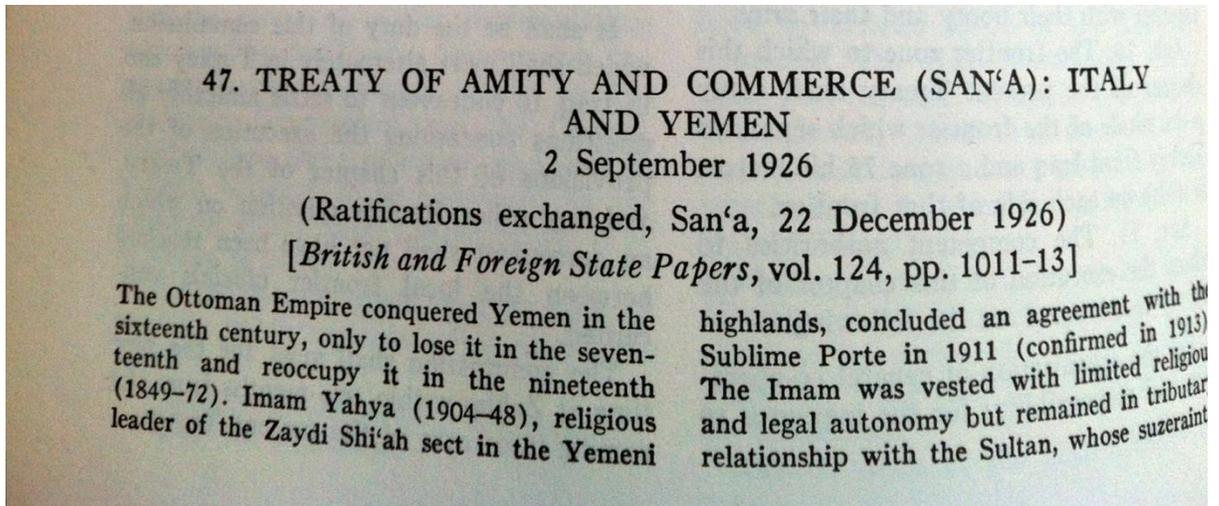 47. TREATY OF AMITY AND COMMERCE (SAN‘A): ITALY
AND YEMEN
2 September 1926
(Ratifications exchanged, San‘a, 22 December 1926)
[British and Foreign State Papers, vol. 124, pp. 1011–13]
The Ottoman Empire conquered Yemen in the
sixteenth century, only to lose it in the seven-
teenth and reoccupy it in the nineteenth
(1849–72). Imam Yahya (1904–48), religious
leader of the Zaydi Shi‘ah sect in the Yemeni
highlands, concluded an agreement with the
Sublime Porte in 1911 (confirmed in 1913)
The Imam was vested with limited religiou
and legal autonomy but remained in tributar
relationship with the Sultan, whose suzeraint